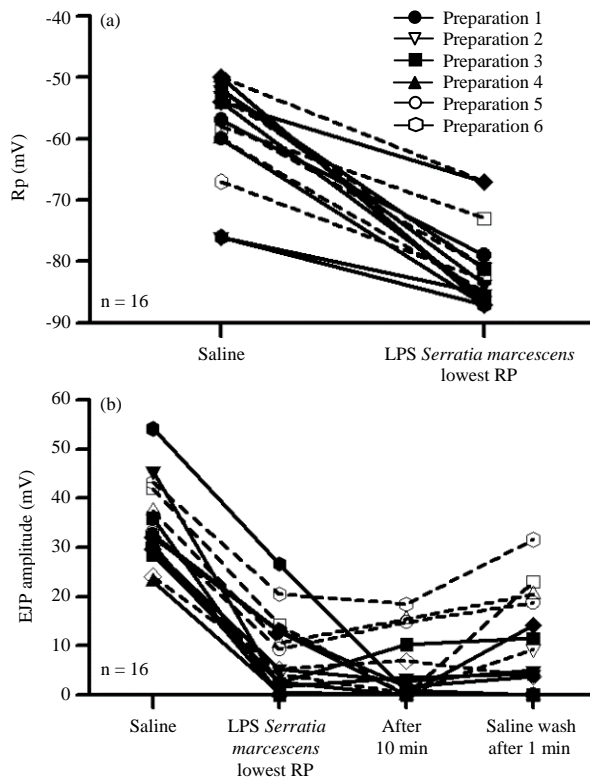 (a)
Preparation 1
Preparation 2
Preparation 3
Preparation 4
Preparation 5
Preparation 6
-40
-50
-60
-70
-80
-90
Rp (mV)
n = 16
Saline
LPS Serratia marcescens
lowest RP
(b)
60
50
40
30
20
10
0
EJP amplitude (mV)
n = 16
Saline
LPS Serratia
marcescens
lowest RP
After
10 min
Saline wash
after 1 min